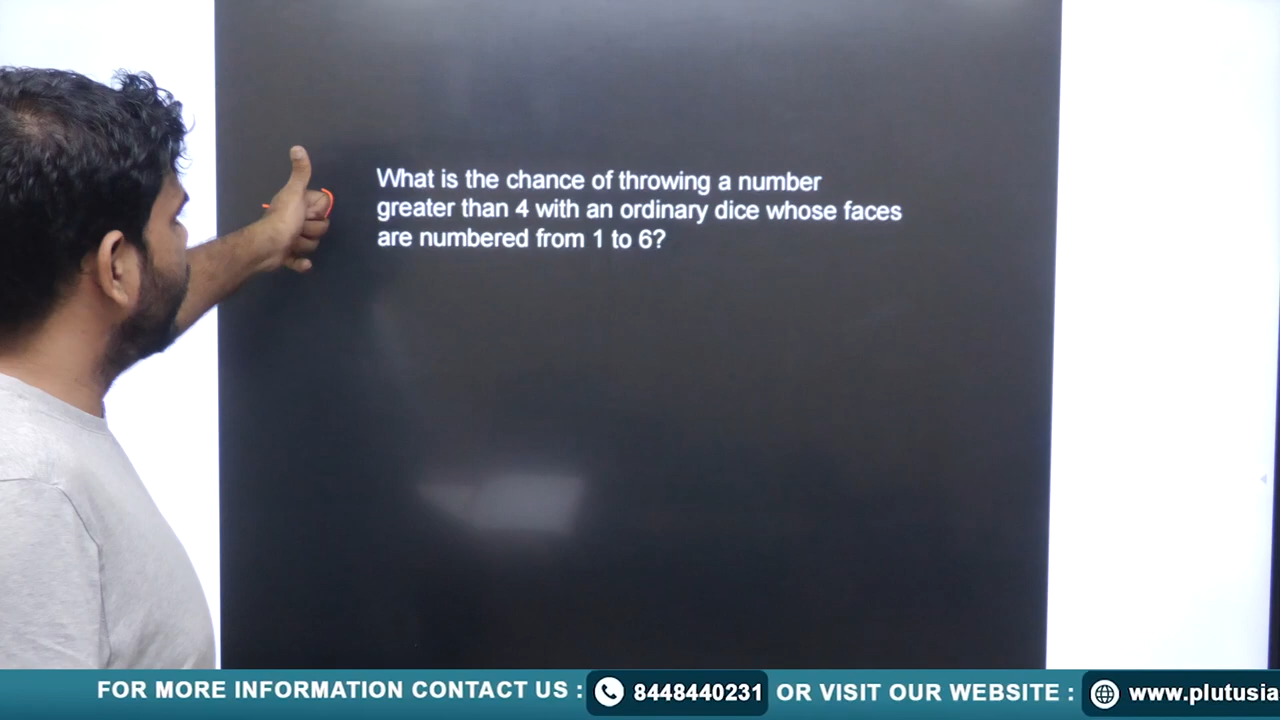 What is the chance of throwing a number
greater than 4 with an ordinary dice whose faces
are numbered from 1 to 6?
FOR MORE INFORMATION CONTACT US : 8448440231 OR VISIT OUR WEBSITE : www.plutusia